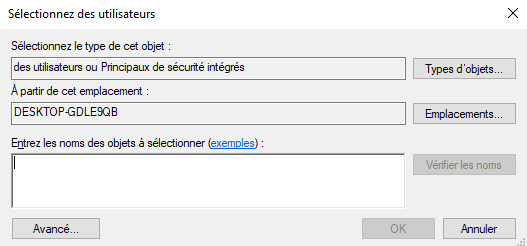 Sélectionnez des utilisateurs
Sélectionnez le type de cet objet :
des utilisateurs ou Principaux de sécurité intégrés
Types d'objets...
À partir de cet emplacement :
DESKTOP-GDLE9QB
Emplacements...
Entrez les noms des objets à sélectionner (exemples) :
Vérifier les noms
Avancé...
OK
Annuler